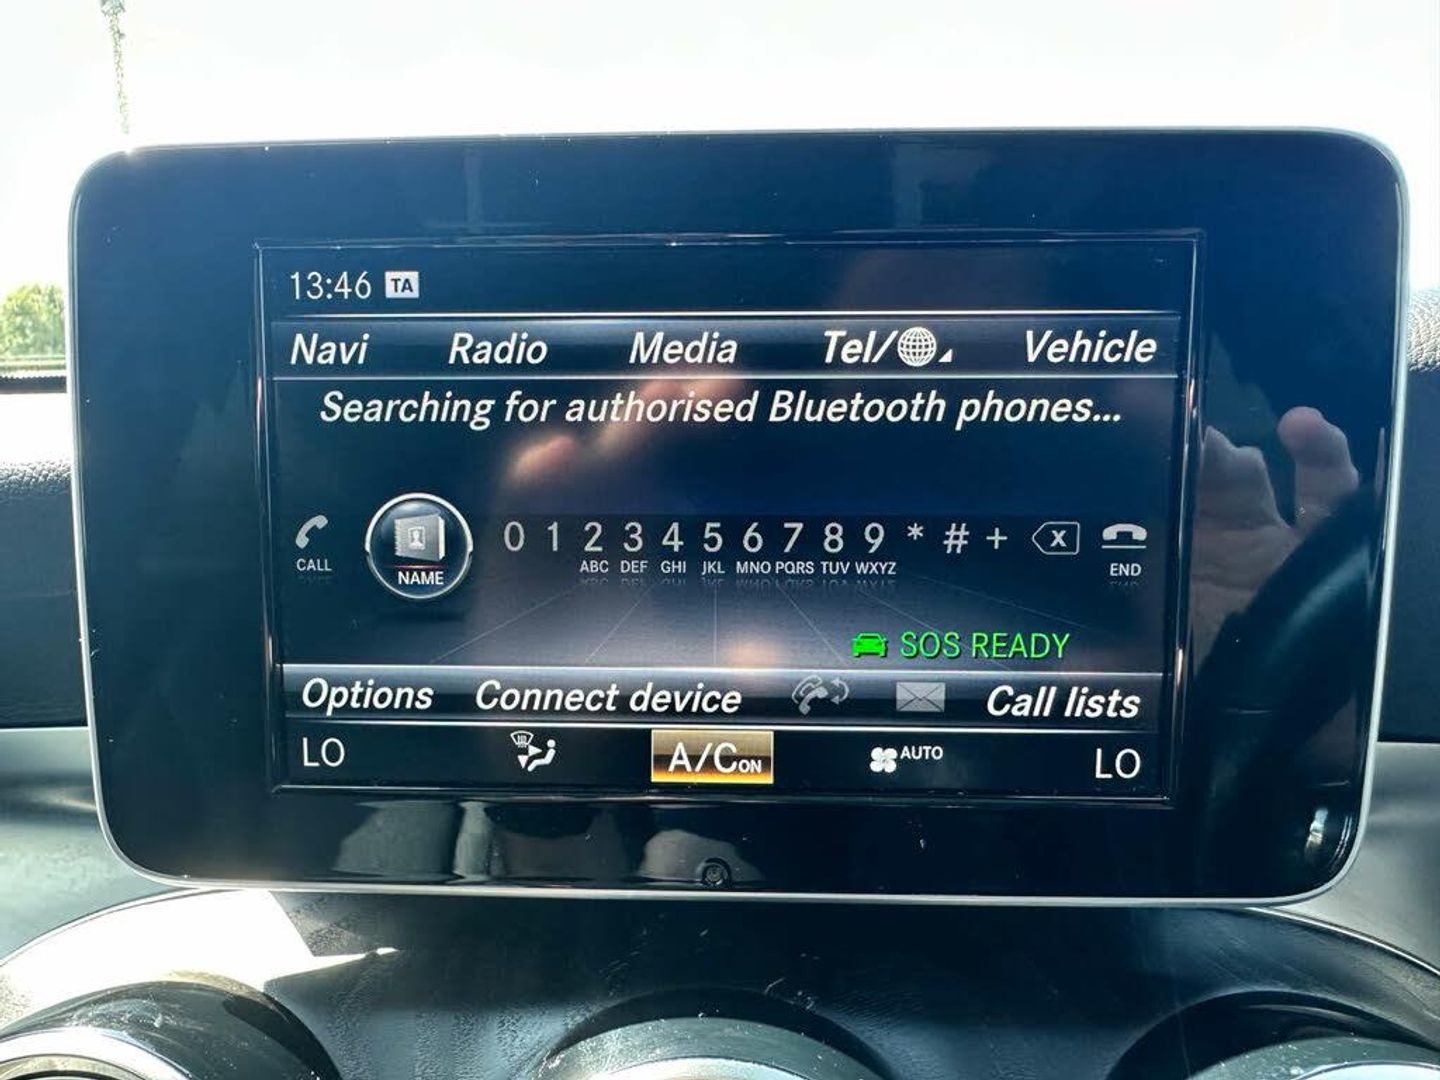 13:46 TA
Navi Radio Media Tel/ Vehicle
Searching for authorised Bluetooth phones...
0 1 2 3 4 5 6 7 8 9 * # + x
CALL NAME ABC DEF GHI JKL MNO PQRS TUV WXYZ END
SOS READY
Options Connect device Call lists
LO A/C ON AUTO LO